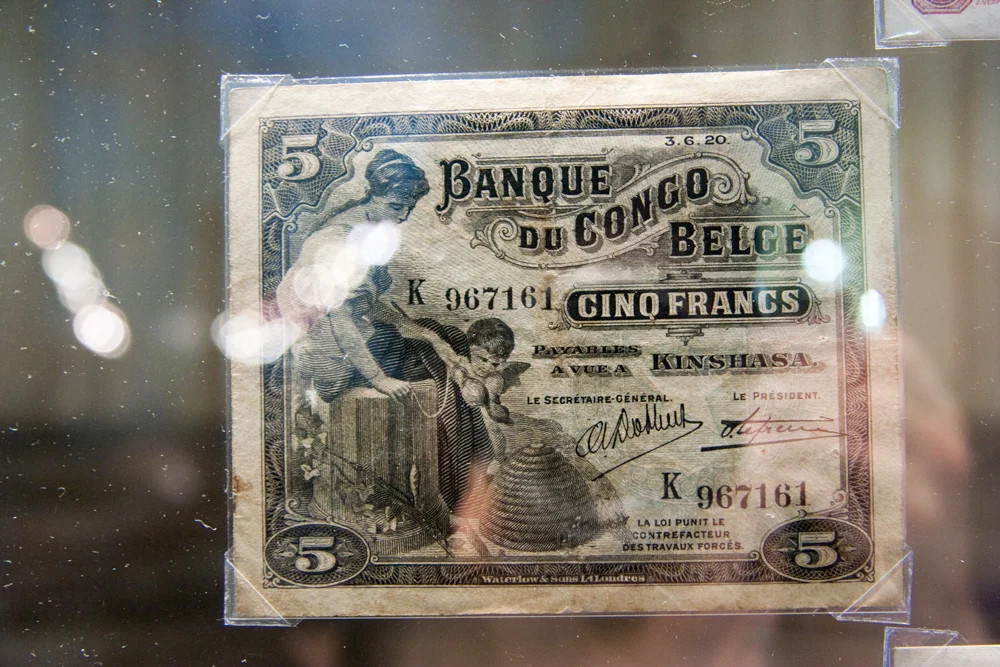 5
5
3.6.20.
BANQUE
DU CONGO
BELGE
K 967161
CINQ FRANCS
PAYABLES
A VUE A KINSHASA.
LE SECRÉTAIRE-GÉNÉRAL.
LE PRÉSIDENT.
K 967161
LA LOI PUNIT LE
CONTREFACTEUR
DES TRAVAUX FORCÉS.
5
5
Waterlow & Sons Ld Londres